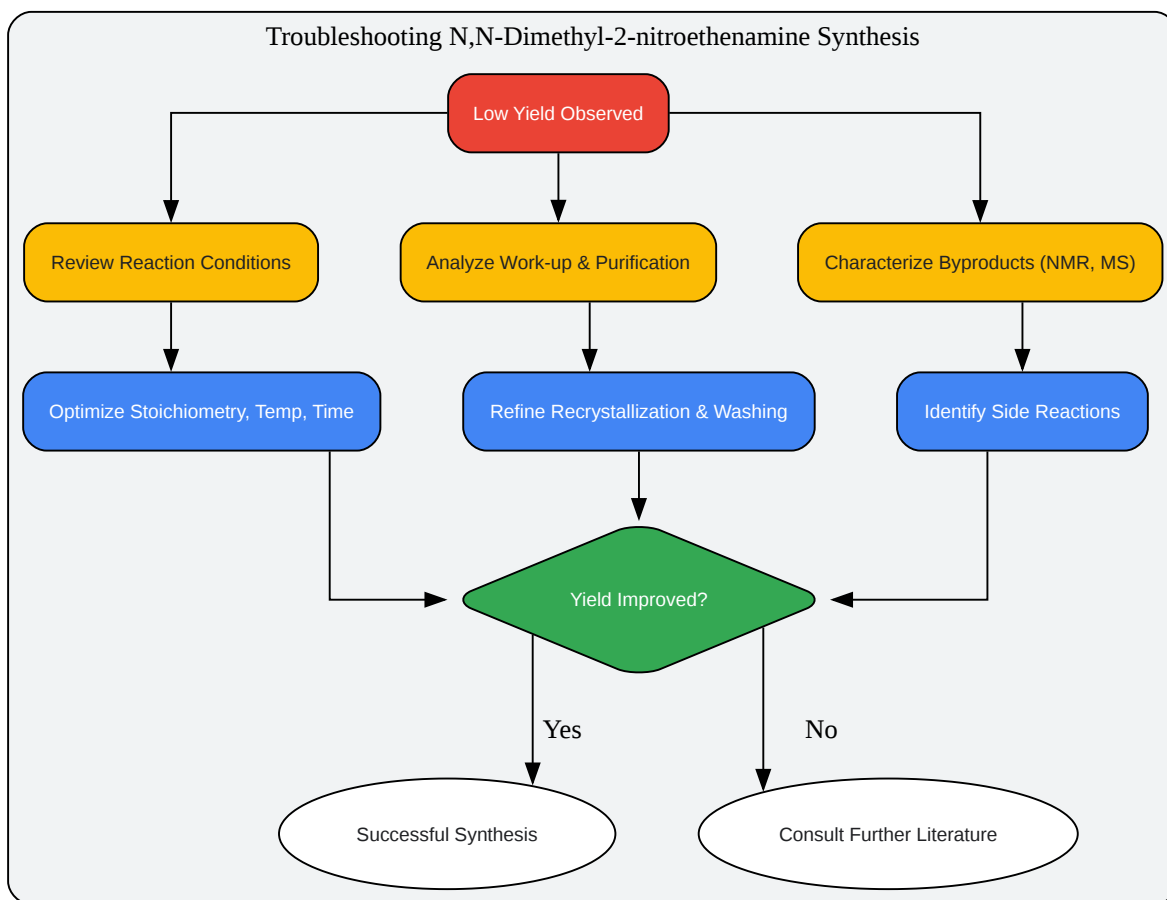 Troubleshooting N,N-Dimethyl-2-nitroethenamine Synthesis
Low Yield Observed
Review Reaction Conditions
Analyze Work-up & Purification
Characterize Byproducts (NMR, MS)
Optimize Stoichiometry, Temp, Time
Refine Recrystallization & Washing
Identify Side Reactions
Yield Improved?
Yes
No
Successful Synthesis
Consult Further Literature